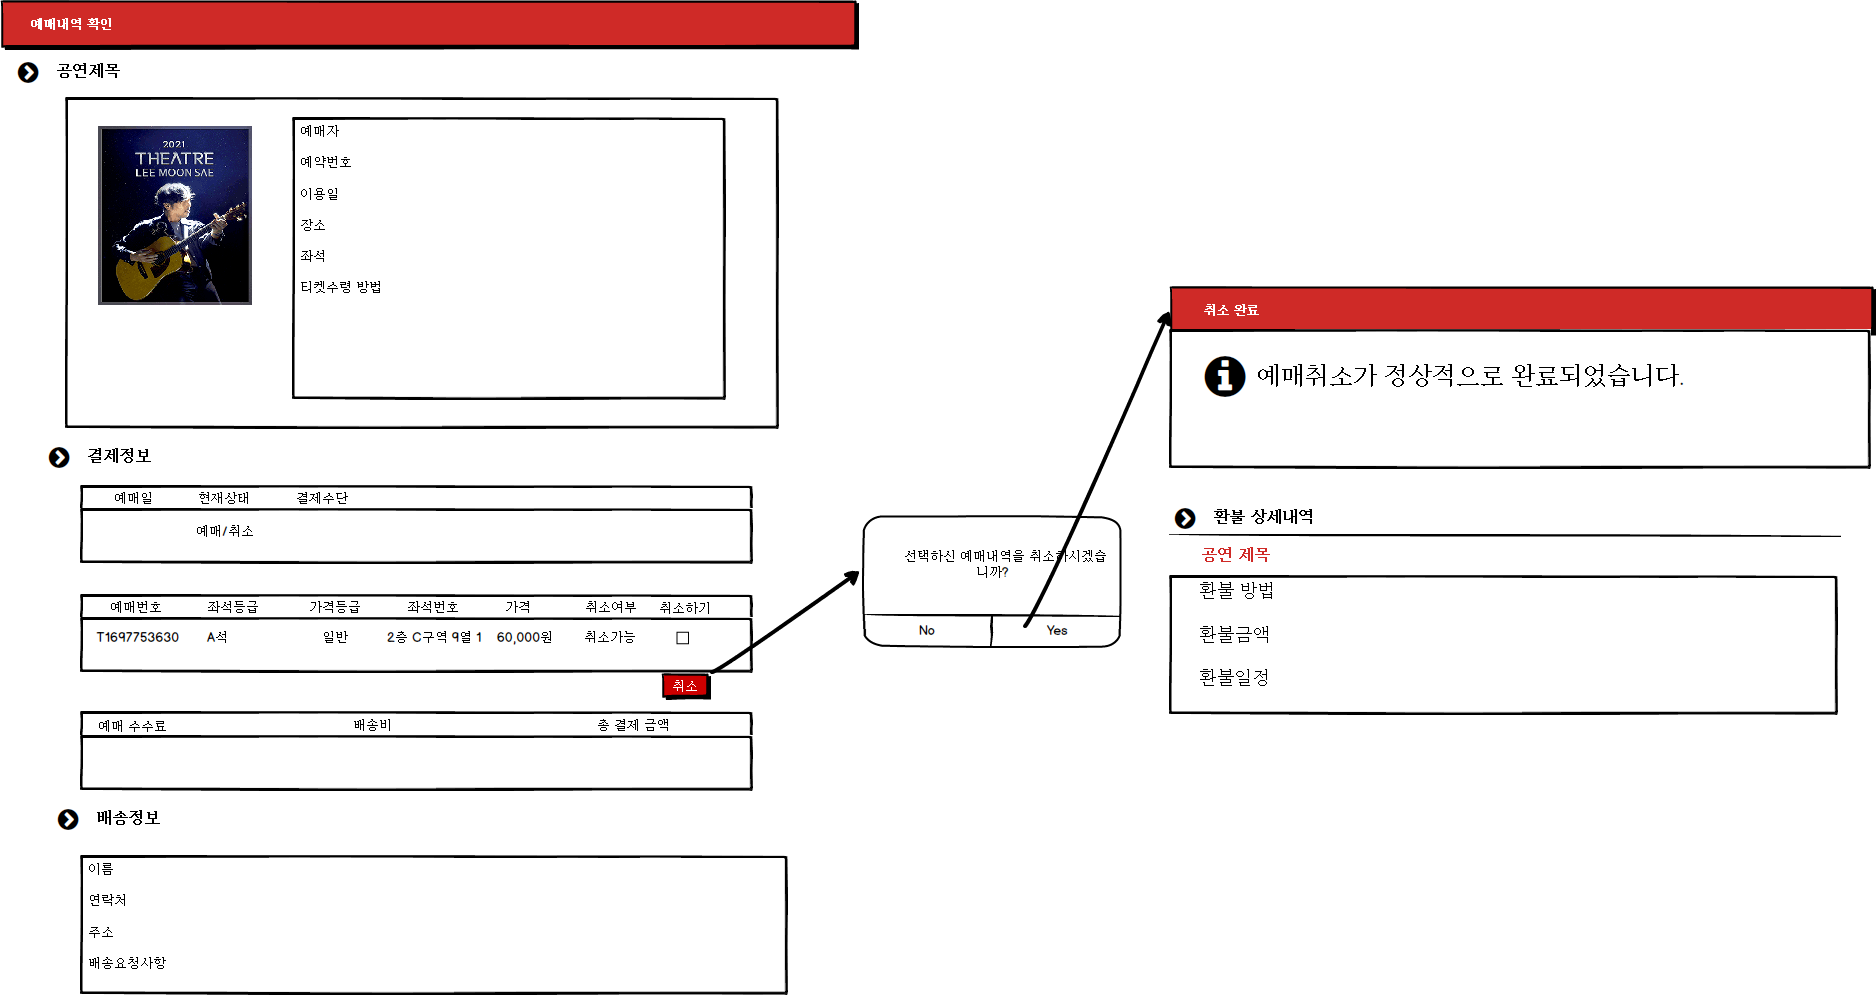 예매내역 확인
공연제목
2021
THEATRE
LEE MOON SAE
예매자
예약번호
이용일
장소
좌석
티켓수령 방법
결제정보
예매일 현재상태 결제수단
예매/취소
예매번호 좌석등급 가격등급 좌석번호 가격 취소여부 취소하기
T1697753630 A석 일반 2층 C구역 9열 1 60,000원 취소가능
취소
예매 수수료 배송비 총 결제 금액
배송정보
이름
연락처
주소
배송요청사항
선택하신 예매내역을 취소하시겠습
니까?
No Yes
취소 완료
예매취소가 정상적으로 완료되었습니다.
환불 상세내역
공연 제목
환불 방법
환불금액
환불일정